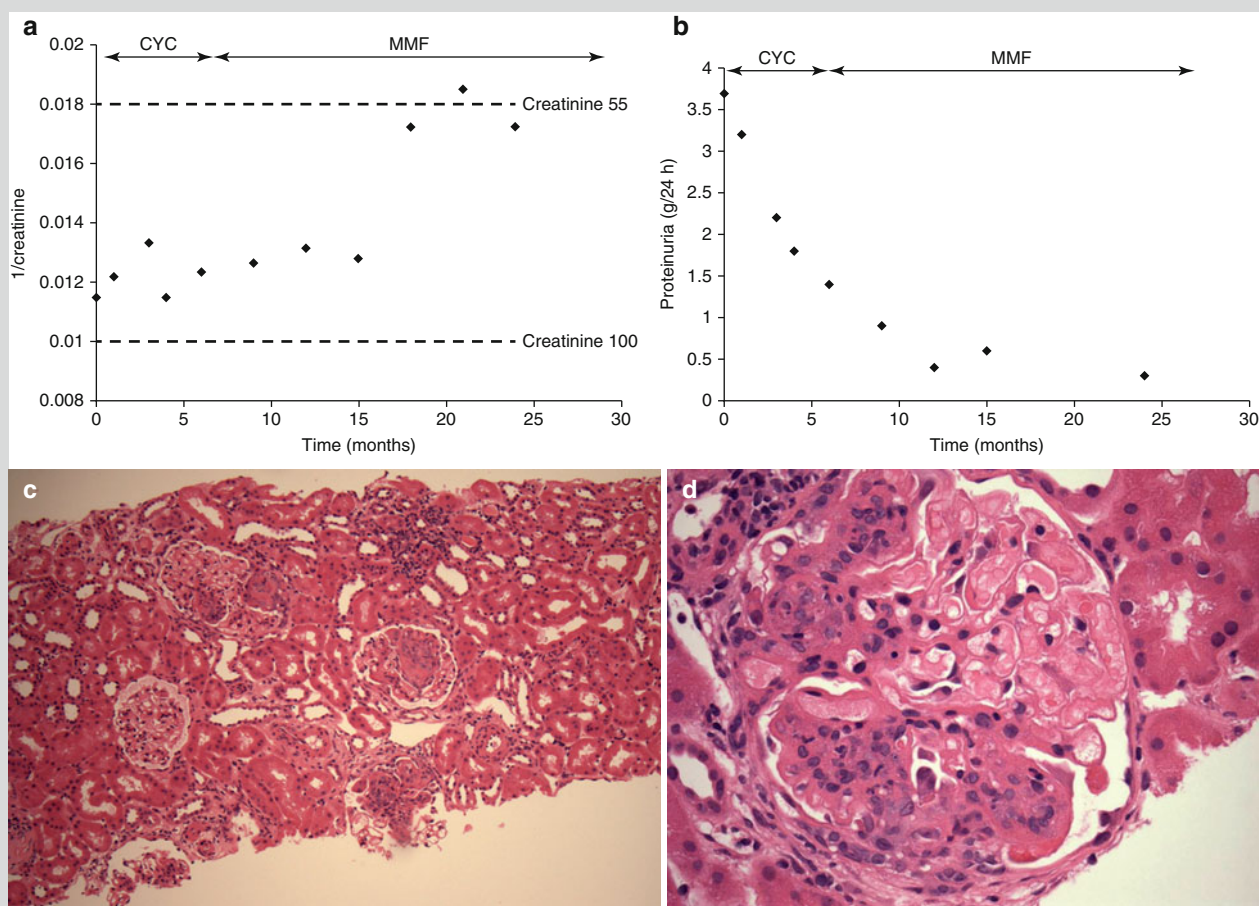 a
CYC
MMF
0.02
0.018
0.016
0.014
0.012
0.01
0.008
1/creatinine
Creatinine 55
Creatinine 100
0
5
10
15
20
25
30
Time (months)
b
CYC
MMF
4
3.5
3
2.5
2
1.5
1
0.5
0
Proteinuria (g/24 h)
0
5
10
15
20
25
30
Time (months)
c
d